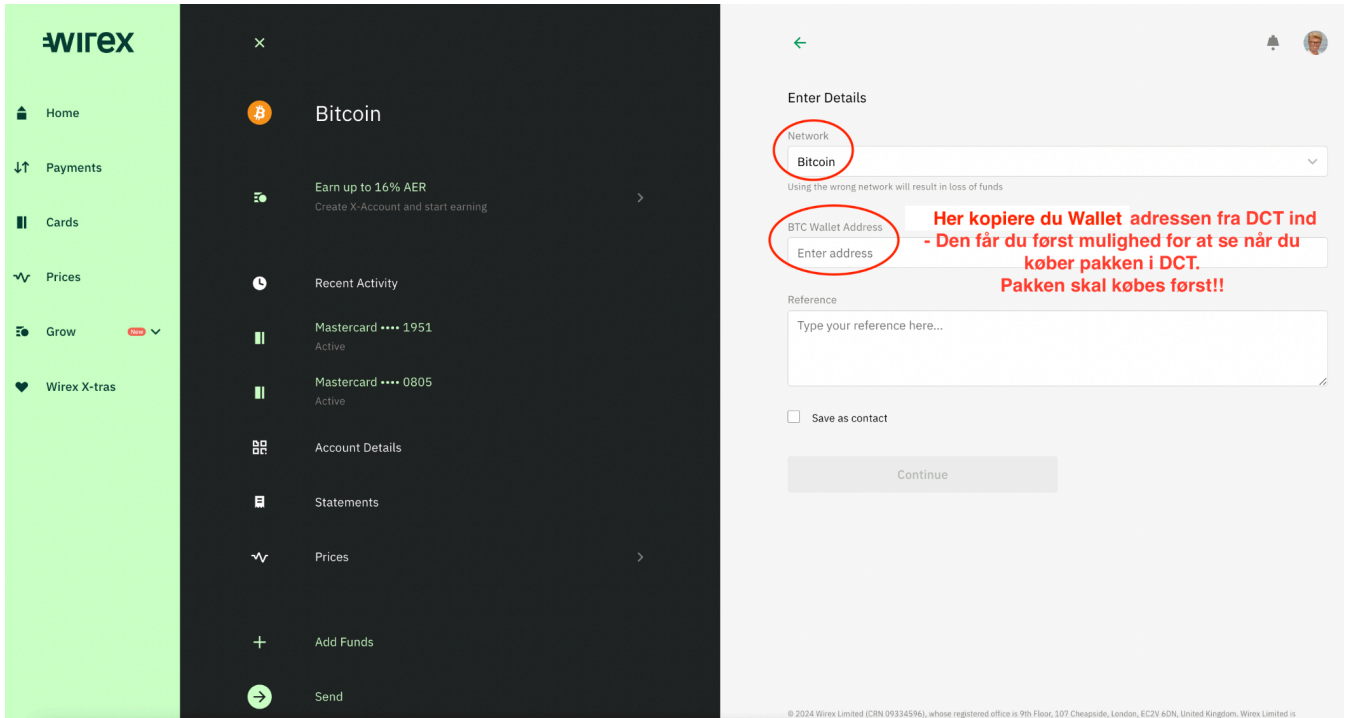 wirex
Home
Payments
Cards
Prices
Grow New
Wirex X-tras
Bitcoin
Earn up to 16% AER
Create X-Account and start earning
Recent Activity
Mastercard •••• 1951
Active
Mastercard •••• 0805
Active
Account Details
Statements
Prices
Add Funds
Send
Enter Details
Network
Bitcoin
Using the wrong network will result in loss of funds
BTC Wallet Address
Enter address
Her kopiere du Wallet adressen fra DCT ind
- Den får du først mulighed for at se når du
køber pakken i DCT.
Pakken skal købes først!!
Reference
Type your reference here...
Save as contact
Continue
© 2024 Wirex Limited (CRN 09334596), whose registered office is 9th Floor, 107 Cheapside, London, EC2V 6DN, United Kingdom. Wirex Limited is